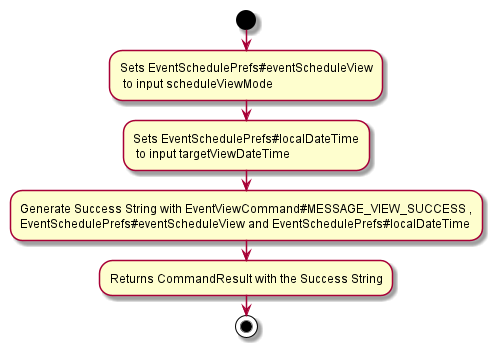 Sets EventSchedulePrefs#eventScheduleView
to input scheduleViewMode
Sets EventSchedulePrefs#localDateTime
to input targetViewDateTime
Generate Success String with EventViewCommand#MESSAGE_VIEW_SUCCESS ,
EventSchedulePrefs#eventScheduleView and EventSchedulePrefs#localDateTime
Returns CommandResult with the Success String